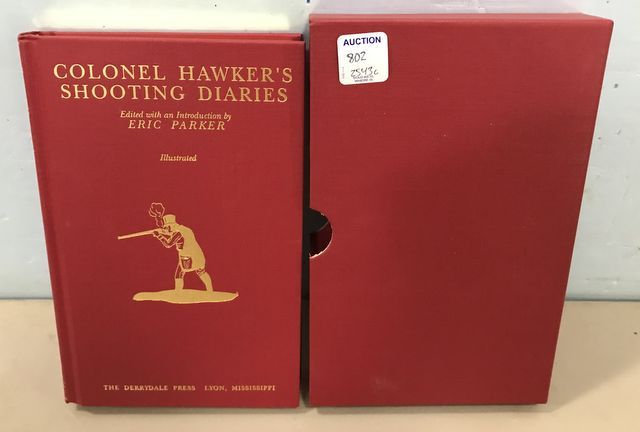 COLONEL HAWKER'S
SHOOTING DIARIES
Edited with an Introduction by
ERIC PARKER
Illustrated
THE DERRYDALE PRESS LYON, MISSISSIPPI
AUCTION
802